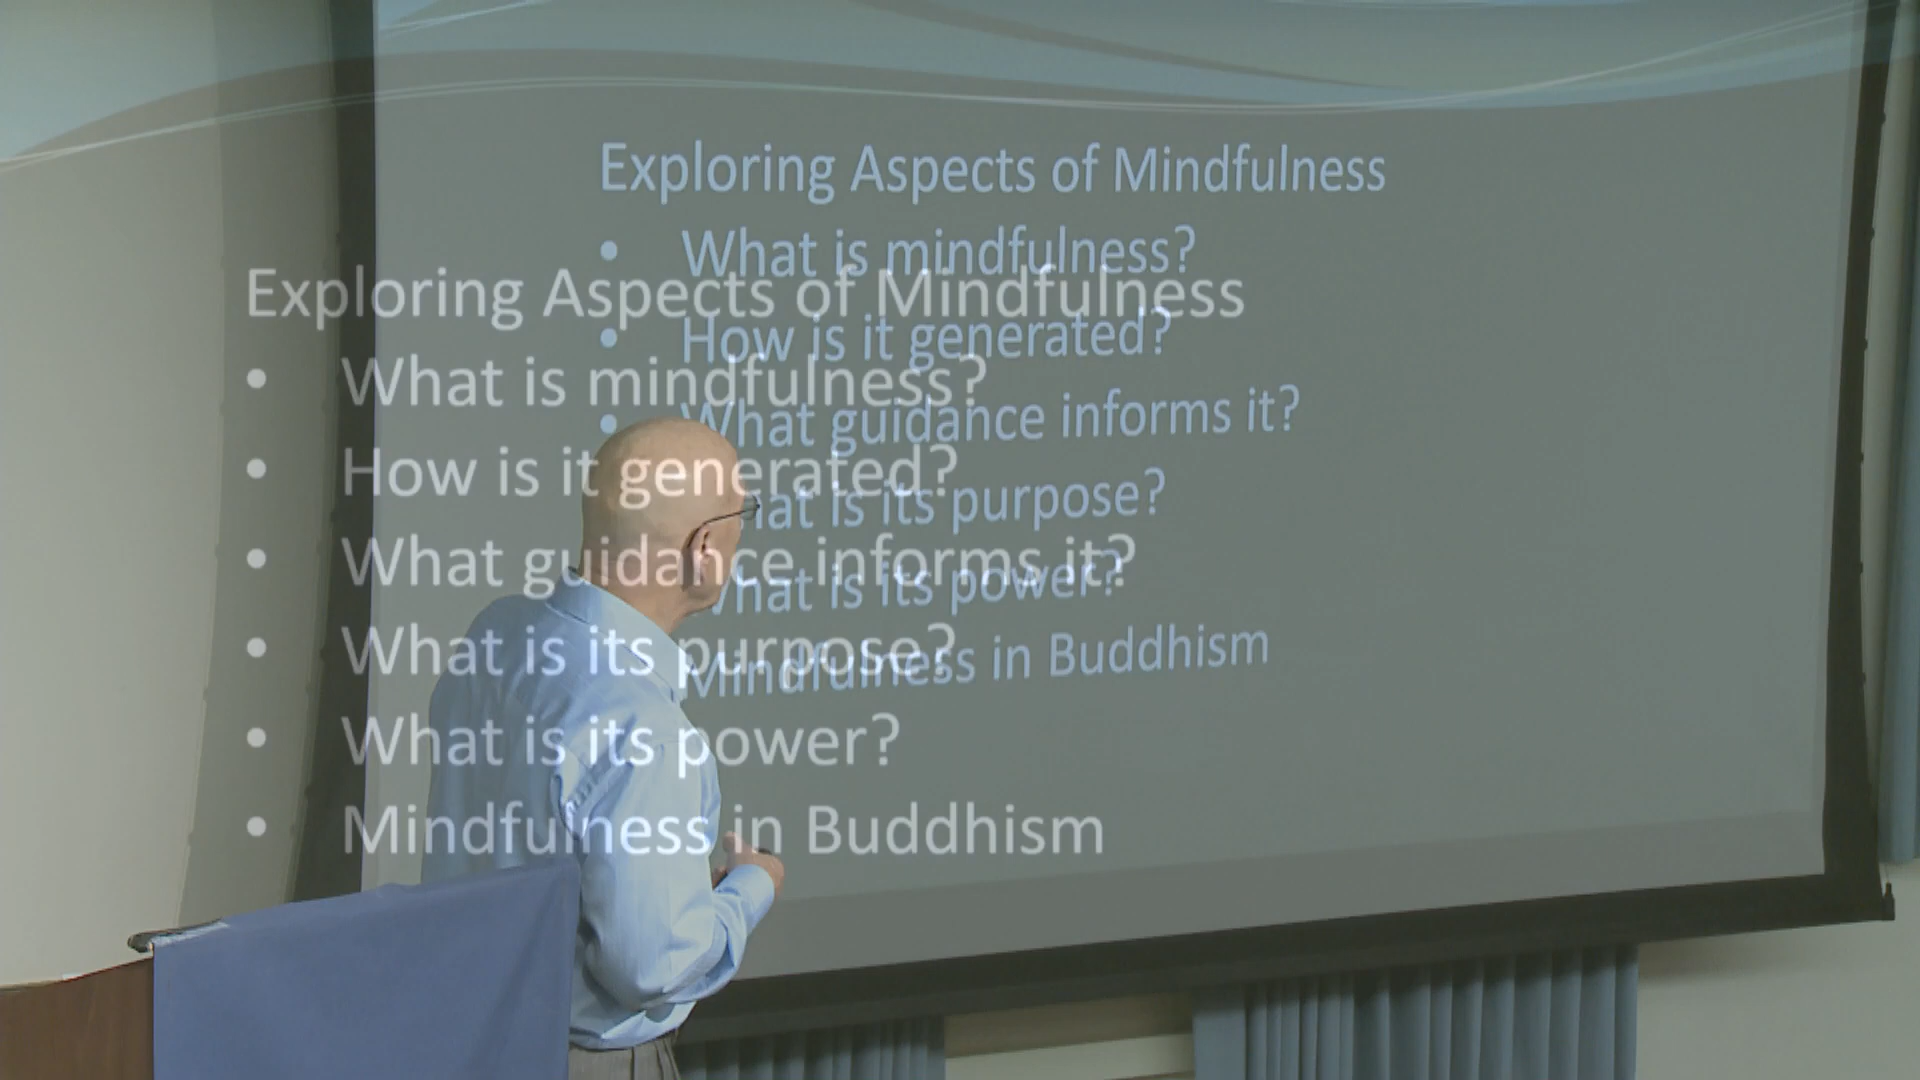 Exploring Aspects of Mindfulness
• What is mindfulness?
• How is it generated?
• What guidance informs it?
• What is its purpose?
• What is its power?
• Mindfulness in Buddhism
Exploring Aspects of Mindfulness
• What is mindfulness?
• How is it generated?
• What guidance informs it?
• What is its purpose?
• What is its power?
• Mindfulness in Buddhism